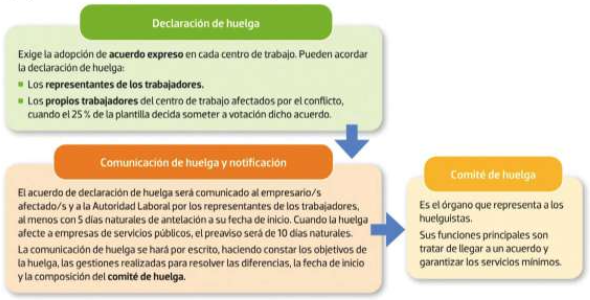 Declaración de huelga
Exige la adopción de acuerdo expreso en cada centro de trabajo. Pueden acordar
la declaración de huelga:
Los representantes de los trabajadores.
Los propios trabajadores del centro de trabajo afectados por el conflicto,
cuando el 25 % de la plantilla decida someter a votación dicho acuerdo.
Comunicación de huelga y notificación
El acuerdo de declaración de huelga será comunicado al empresario/s
afectado/s y a la Autoridad Laboral por los representantes de los trabajadores,
al menos con 5 días naturales de antelación a su fecha de inicio. Cuando la huelga
afecte a empresas de servicios públicos, el preaviso será de 10 días naturales.
La comunicación de huelga se hará por escrito, haciendo constar los objetivos de
la huelga, las gestiones realizadas para resolver las diferencias, la fecha de inicio
y la composición del comité de huelga.
Comité de huelga
Es el órgano que representa a los
huelguistas.
Sus funciones principales son
tratar de llegar a un acuerdo y
garantizar los servicios mínimos.